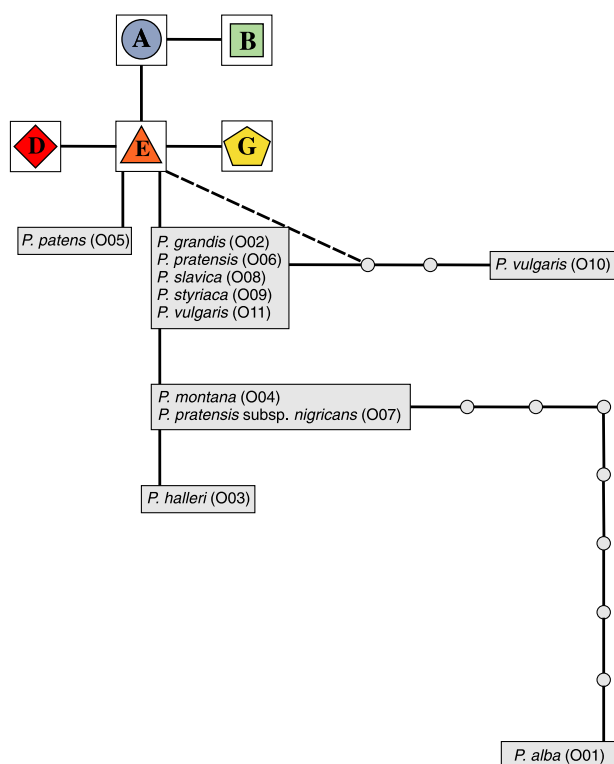 A
B
D
E
G
P. patens (O05)
P. grandis (O02)
P. pratensis (O06)
P. slavica (O08)
P. styriaca (O09)
P. vulgaris (O11)
P. vulgaris (O10)
P. montana (O04)
P. pratensis subsp. nigricans (O07)
P. halleri (O03)
P. alba (O01)